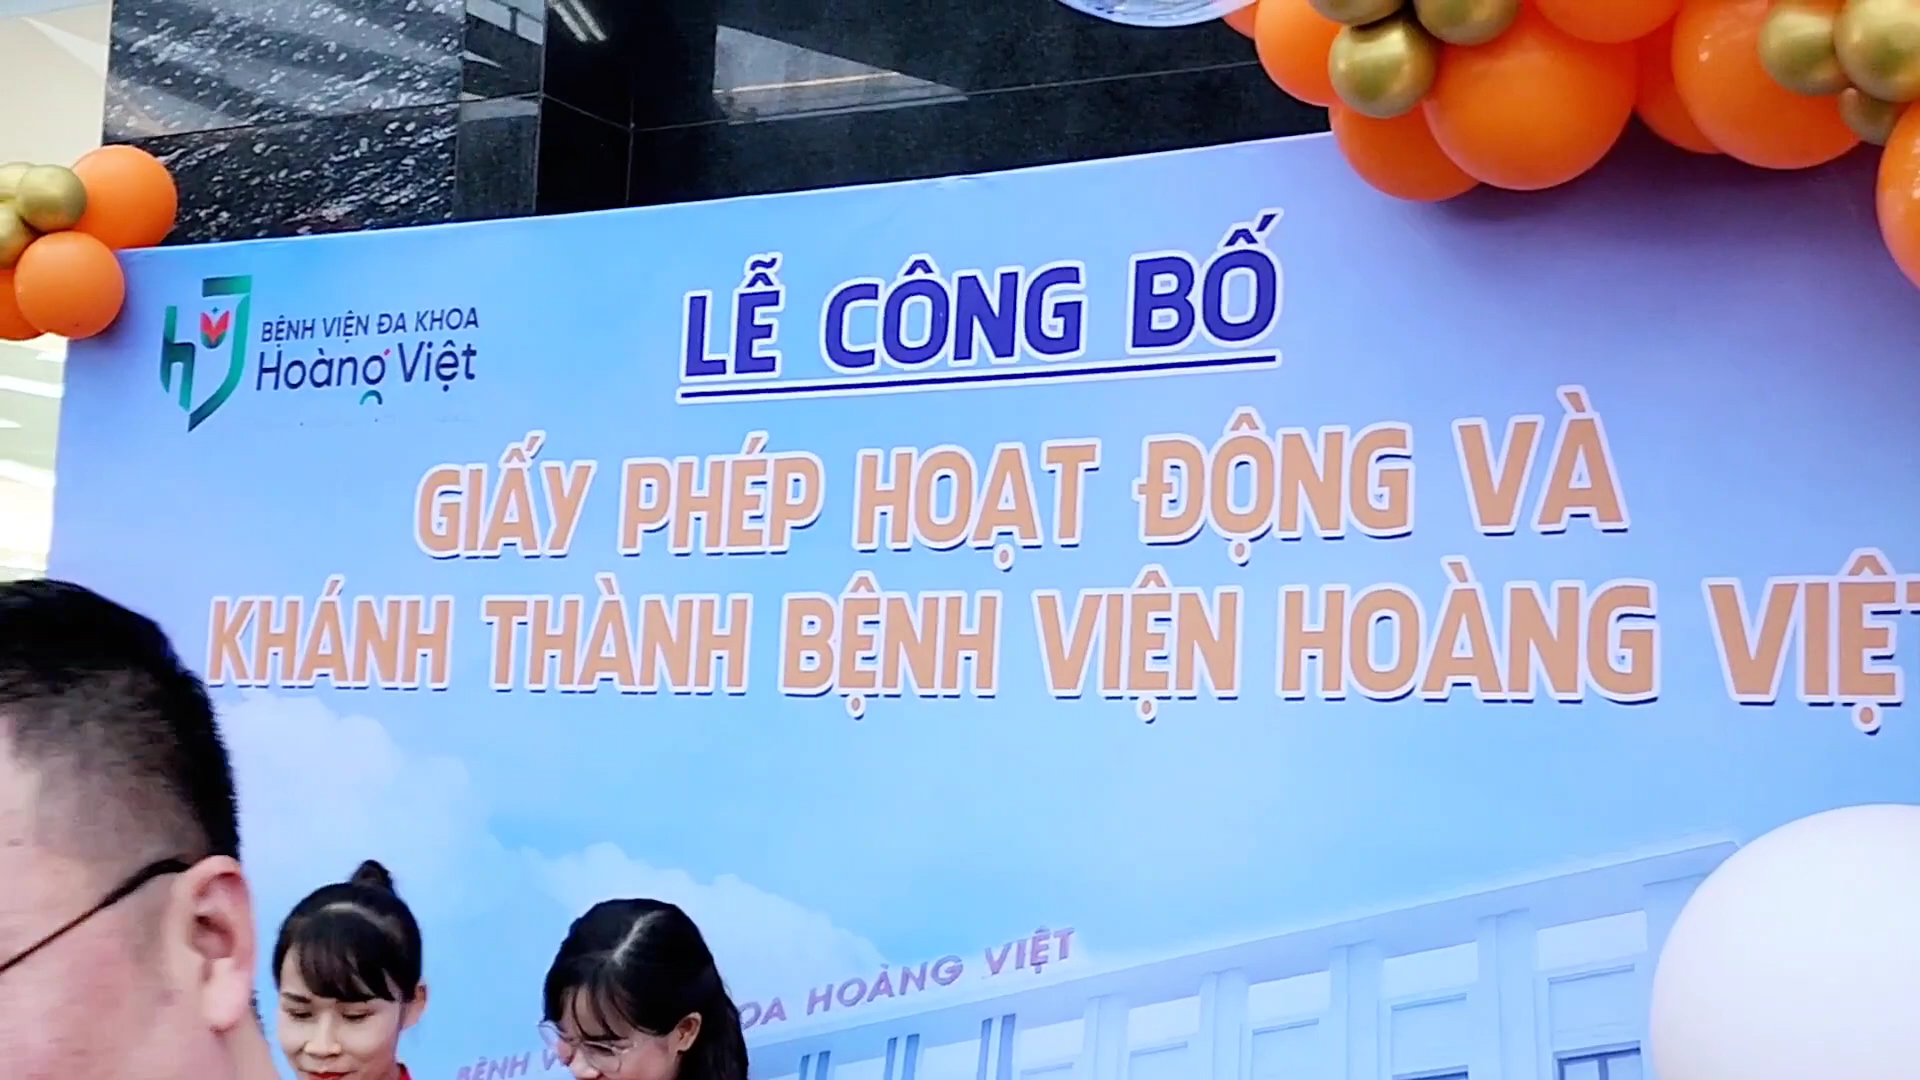 BỆNH VIỆN ĐA KHOA
Hoàng Việt
LỄ CÔNG BỐ
GIẤY PHÉP HOẠT ĐỘNG VÀ
KHÁNH THÀNH BỆNH VIỆN HOÀNG VIỆT
BỆNH HOÀNG VIỆT